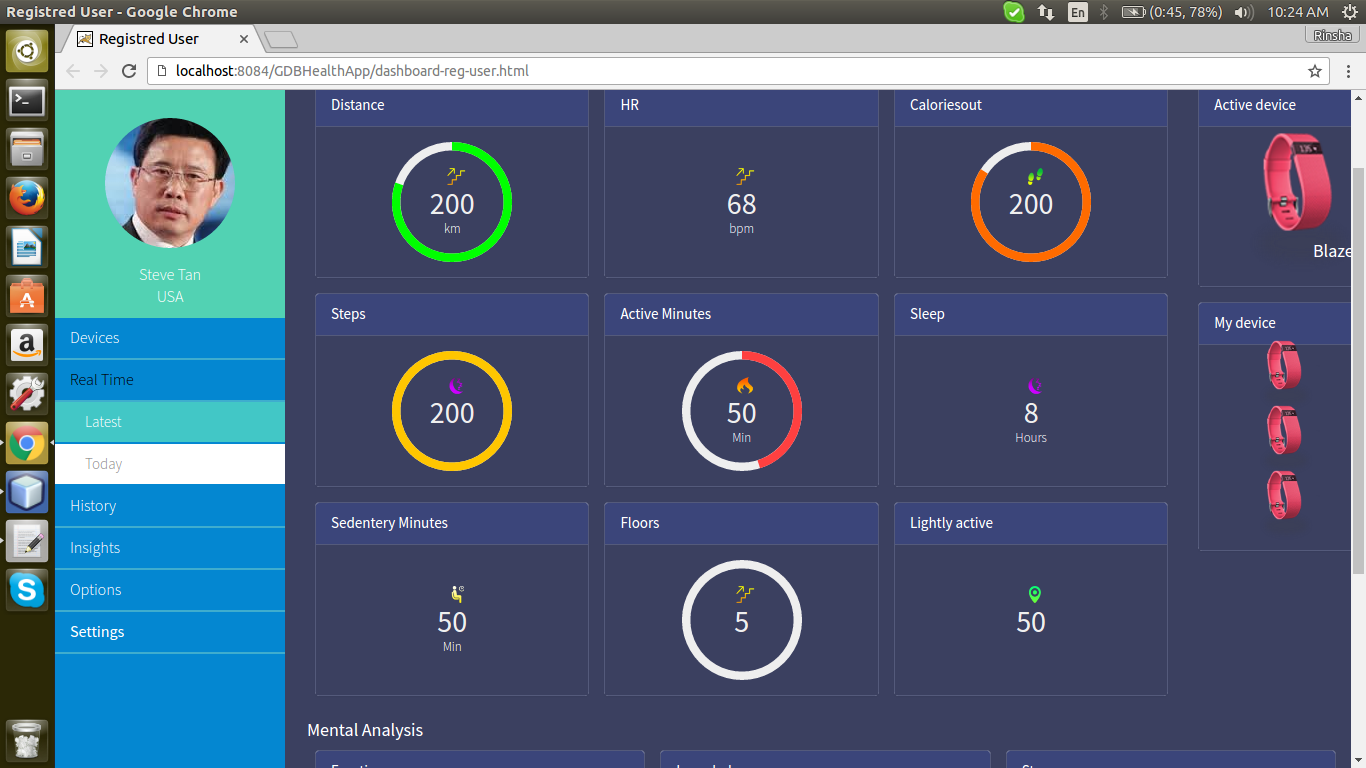 Registred User - Google Chrome
En
(0:45, 78%)
10:24 AM
Registred User
Rinsha
localhost:8084/GDBHealthApp/dashboard-reg-user.html
Steve Tan
USA
Devices
Real Time
Latest
Today
History
Insights
Options
Settings
Distance
200
km
HR
68
bpm
Caloriesout
200
Active device
Blaze
Steps
200
Active Minutes
50
Min
Sleep
8
Hours
My device
Sedentery Minutes
50
Min
Floors
5
Lightly active
50
Mental Analysis